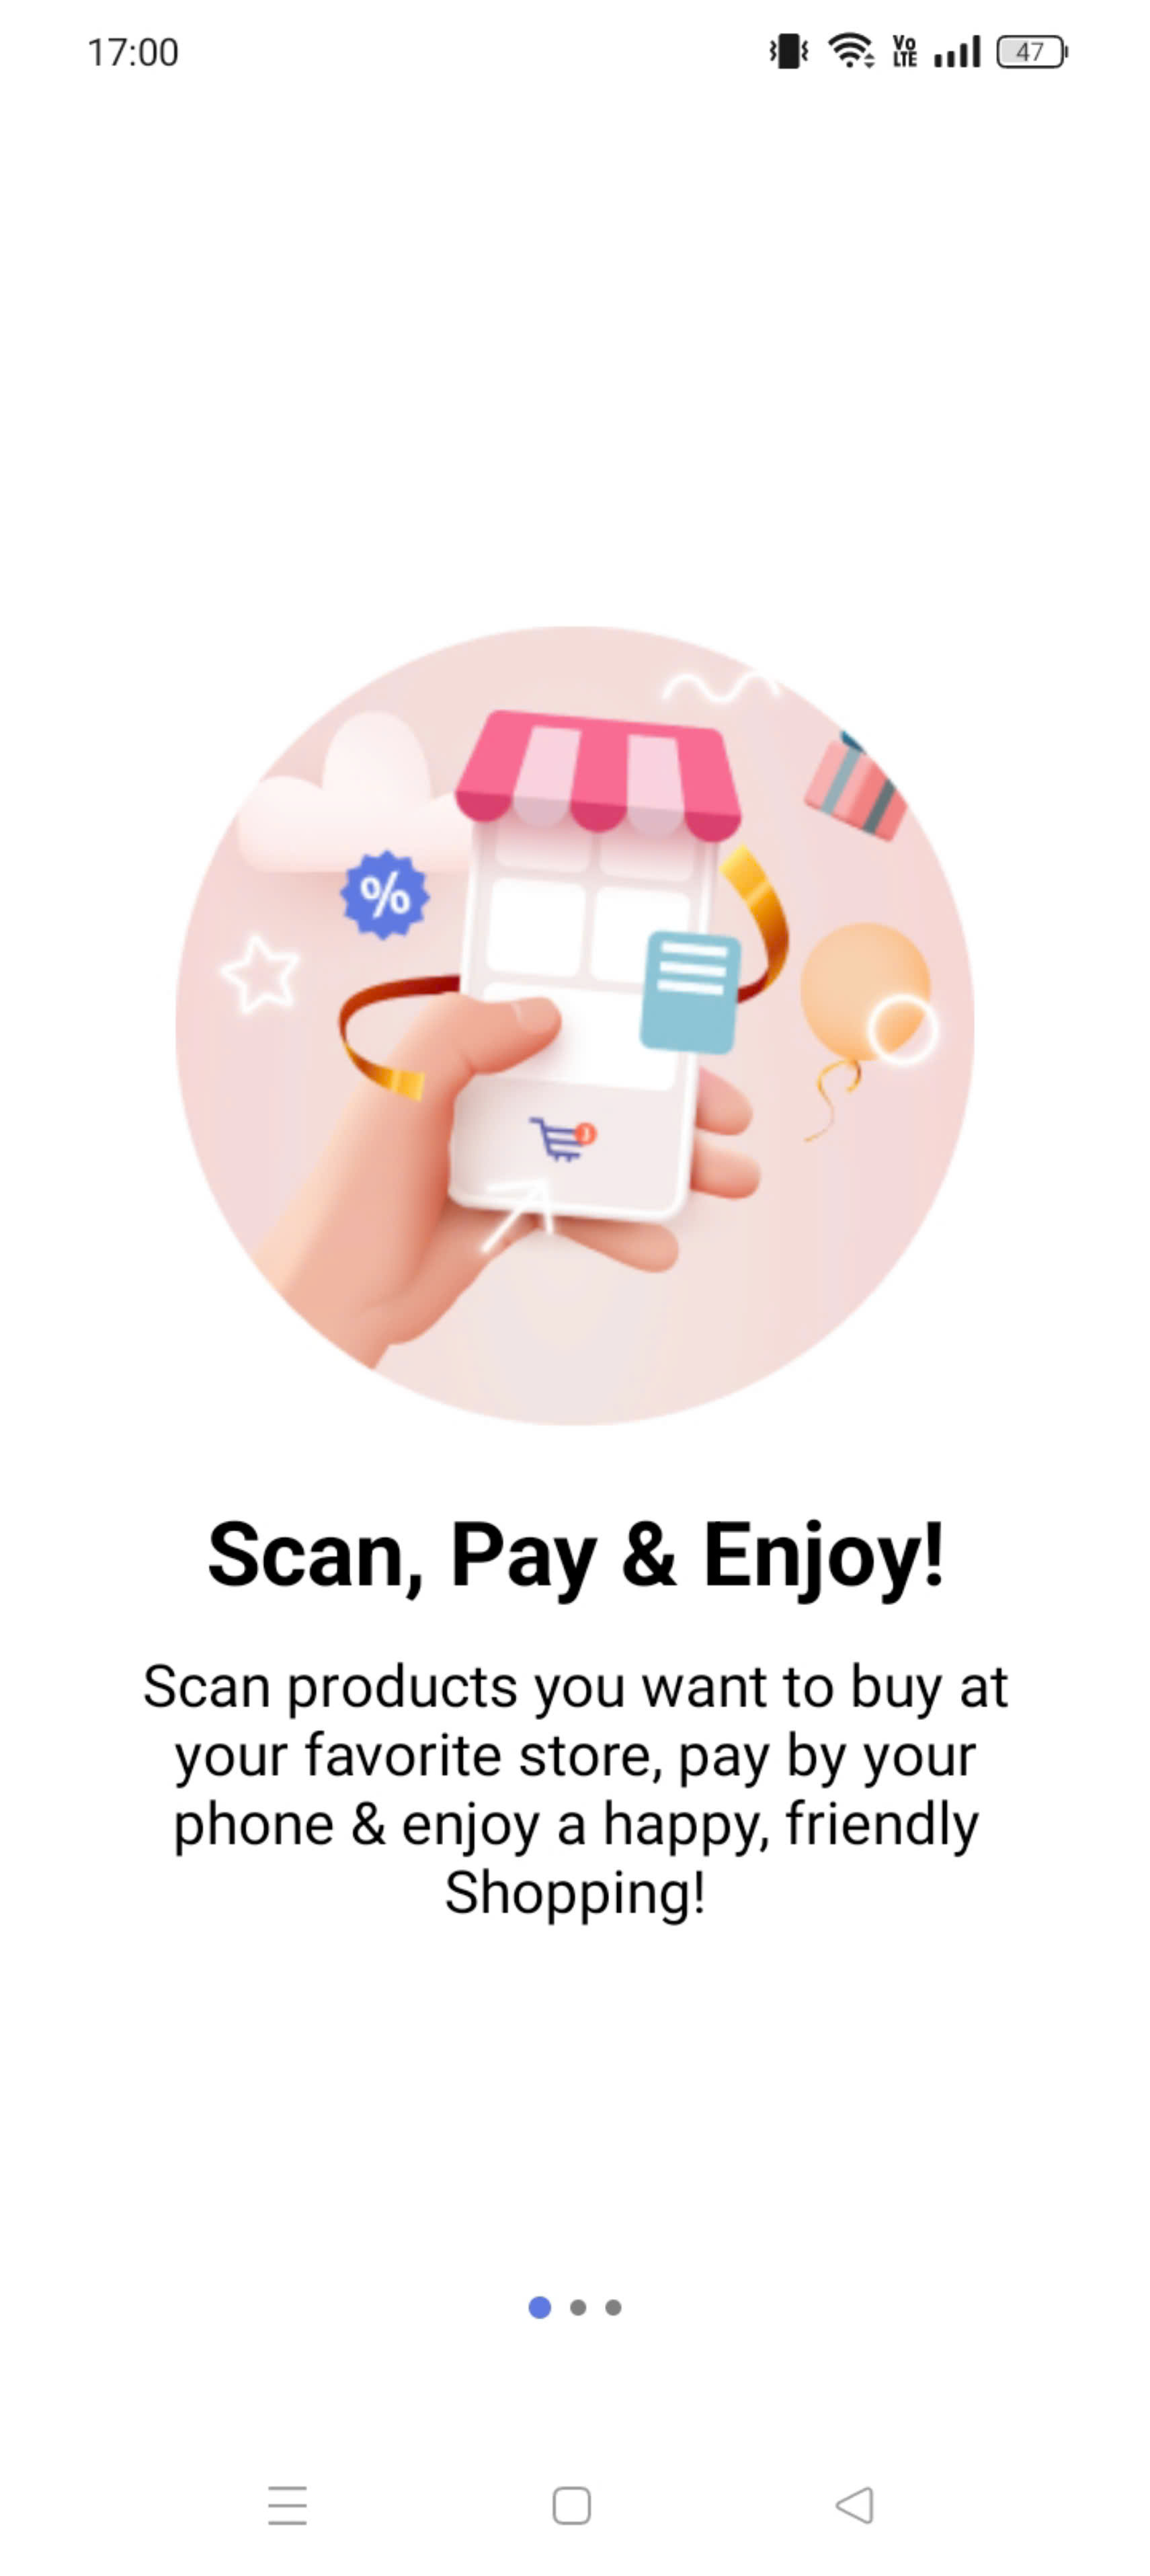 17:00
Vo
LTE
47
%
Scan, Pay & Enjoy!
Scan products you want to buy at
your favorite store, pay by your
phone & enjoy a happy, friendly
Shopping!